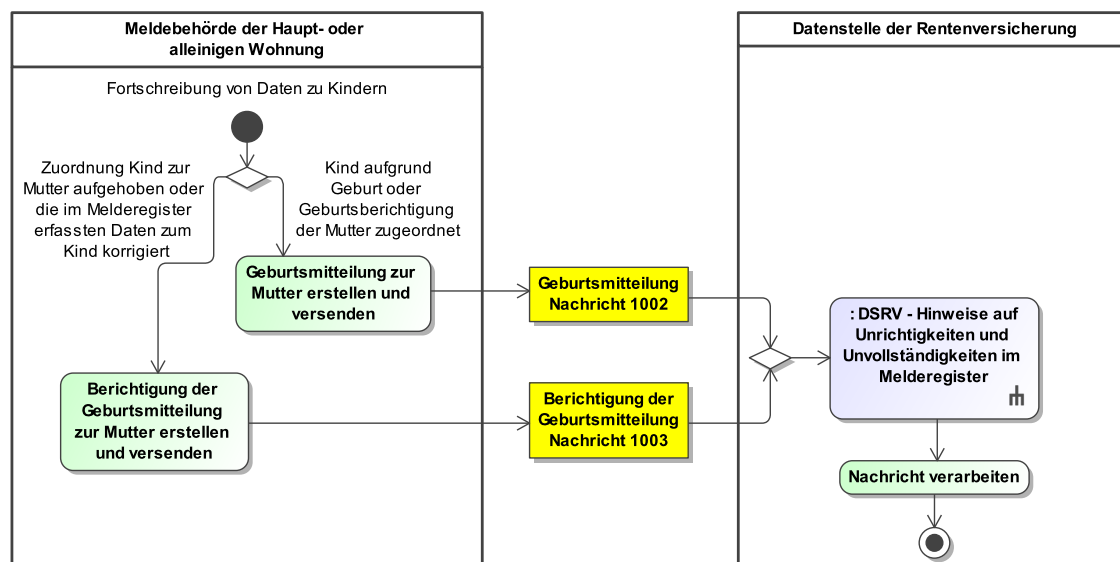 Meldebehörde der Haupt- oder
alleinigen Wohnung
Fortschreibung von Daten zu Kindern
Zuordnung Kind zur
Mutter aufgehoben oder
die im Melderegister
erfassten Daten zum
Kind korrigiert
Kind aufgrund
Geburt oder
Geburtsberichtigung
der Mutter zugeordnet
Geburtsmitteilung zur
Mutter erstellen und
versenden
Berichtigung der
Geburtsmitteilung
zur Mutter erstellen
und versenden
Geburtsmitteilung
Nachricht 1002
Berichtigung der
Geburtsmitteilung
Nachricht 1003
Datenstelle der Rentenversicherung
: DSRV - Hinweise auf
Unrichtigkeiten und
Unvollständigkeiten im
Melderegister
Nachricht verarbeiten